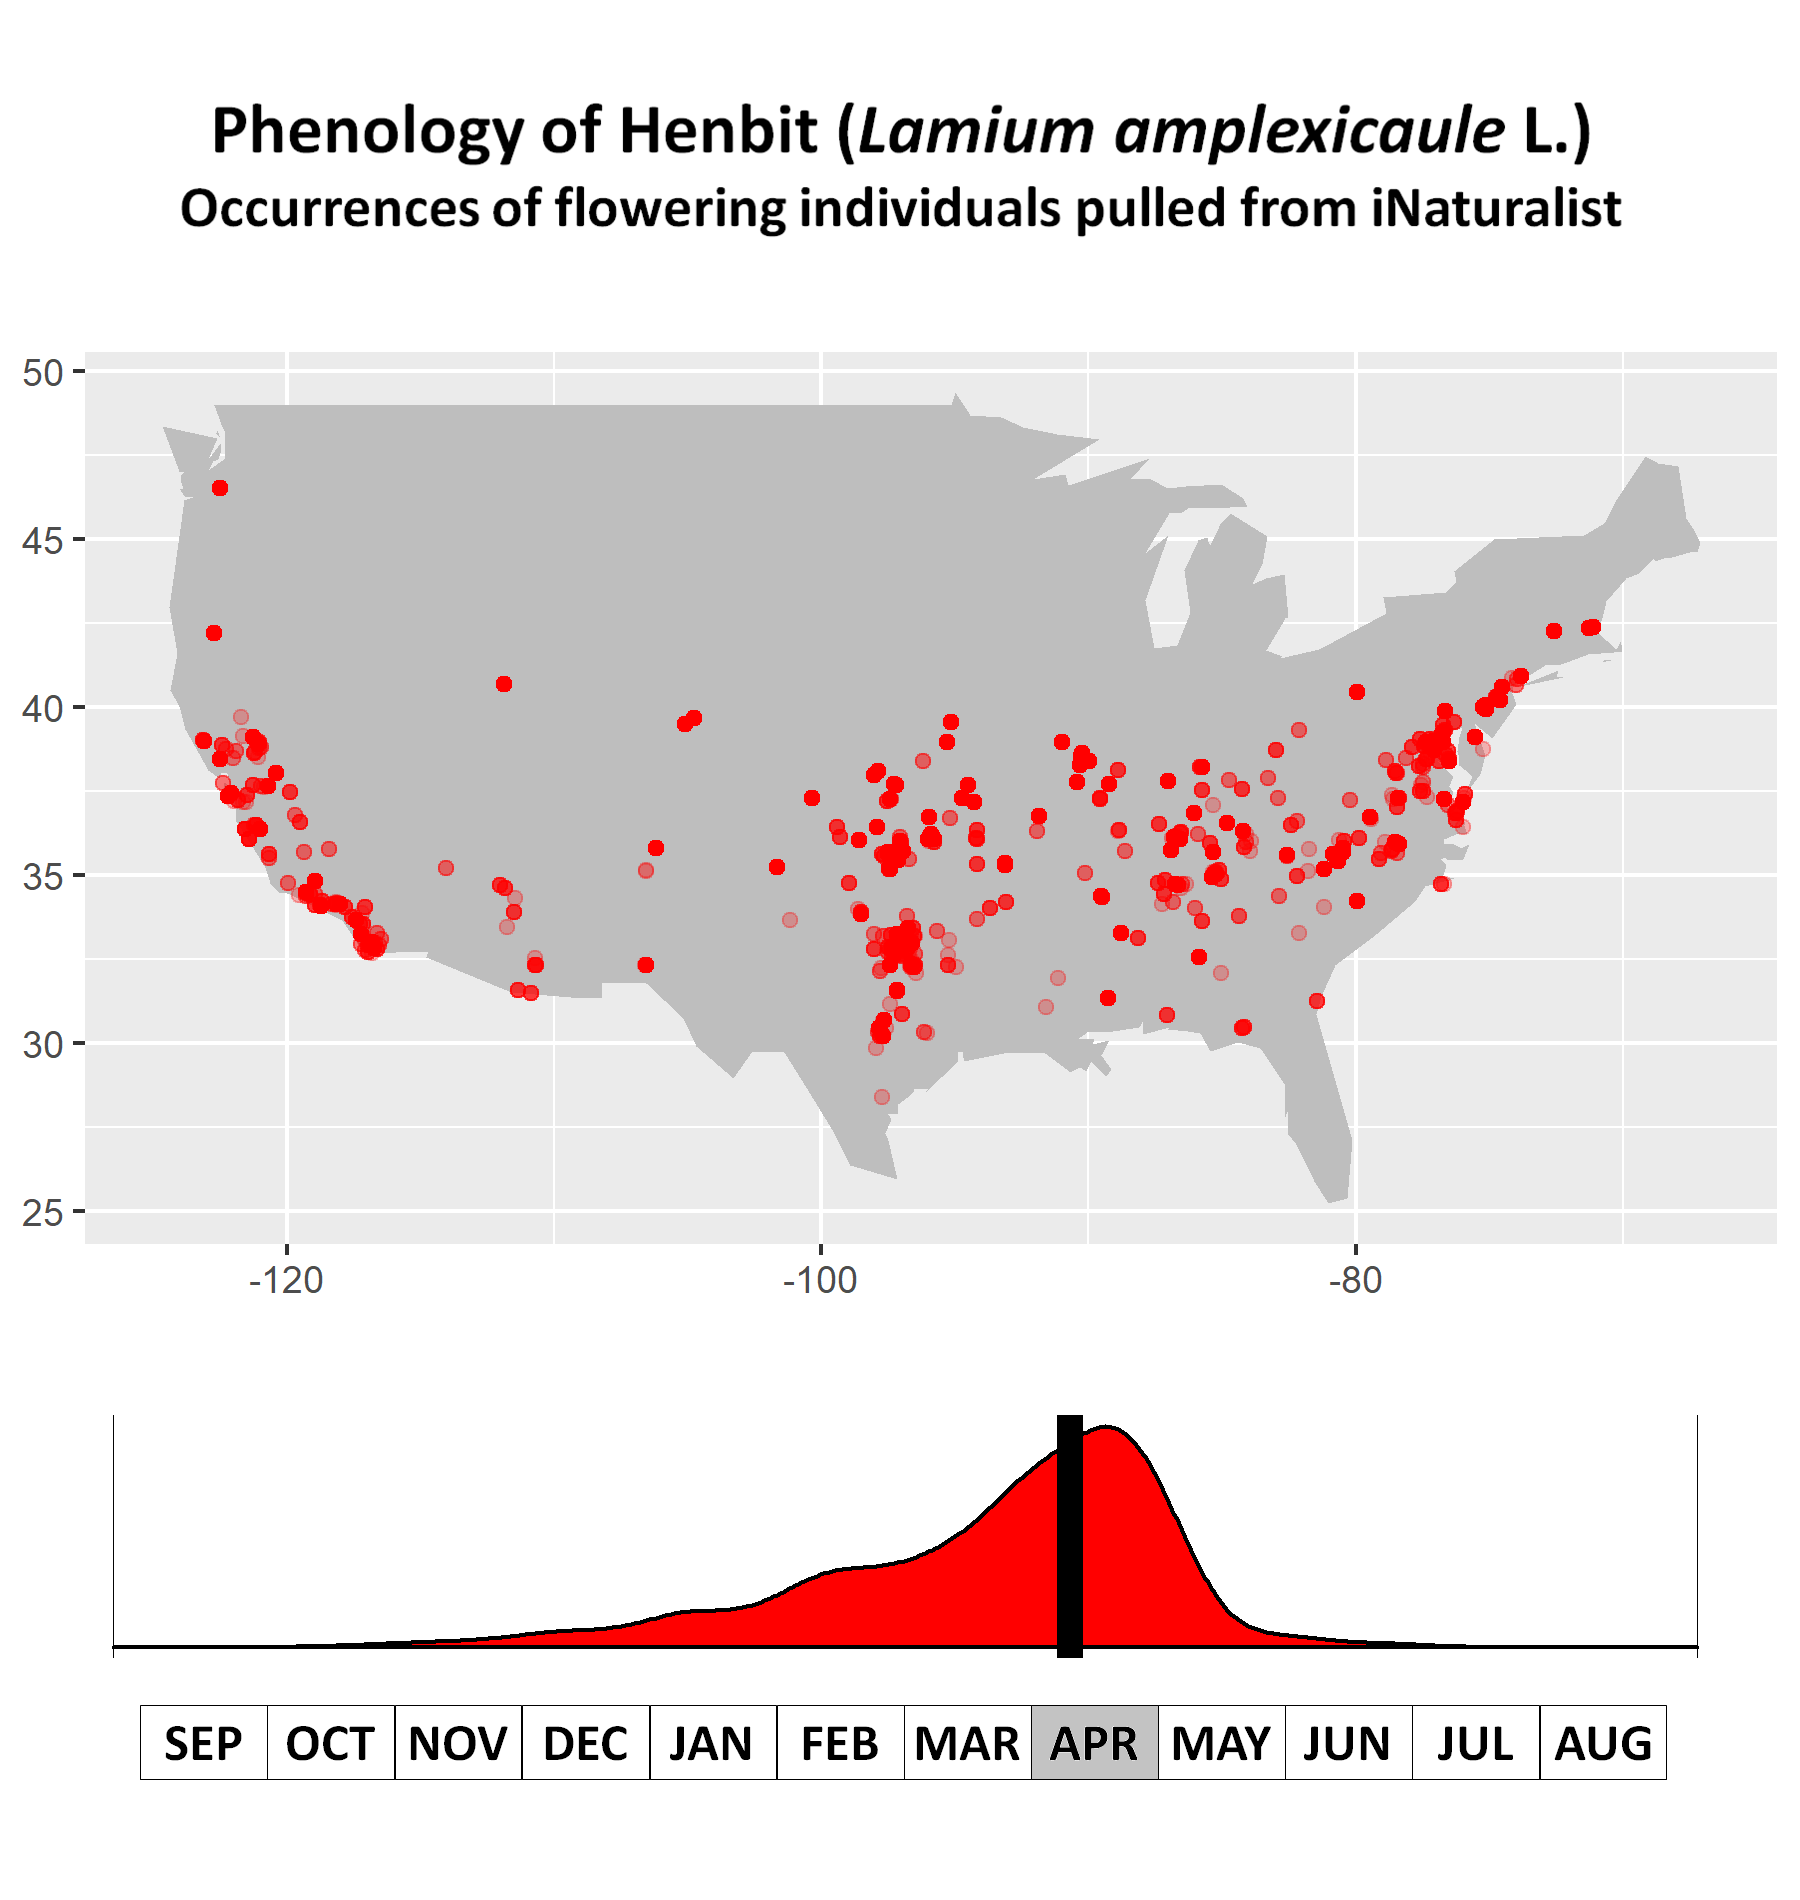 Phenology of Henbit (Lamium amplexicaule L.)
Occurrences of flowering individuals pulled from iNaturalist
50
45
40
35
30
25
-120 -100 -80
SEP OCT NOV DEC JAN FEB MAR APR MAY JUN JUL AUG